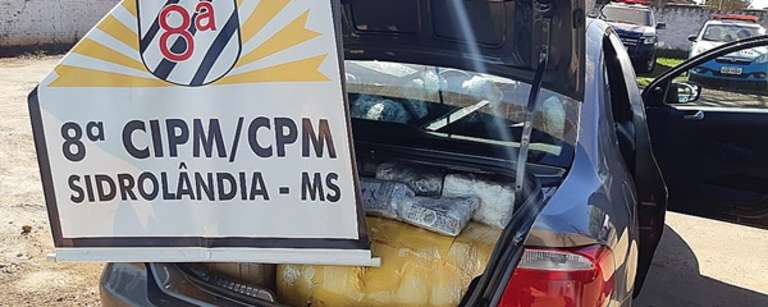 8ª
8ª CIPM/CPM
SIDROLÂNDIA - MS